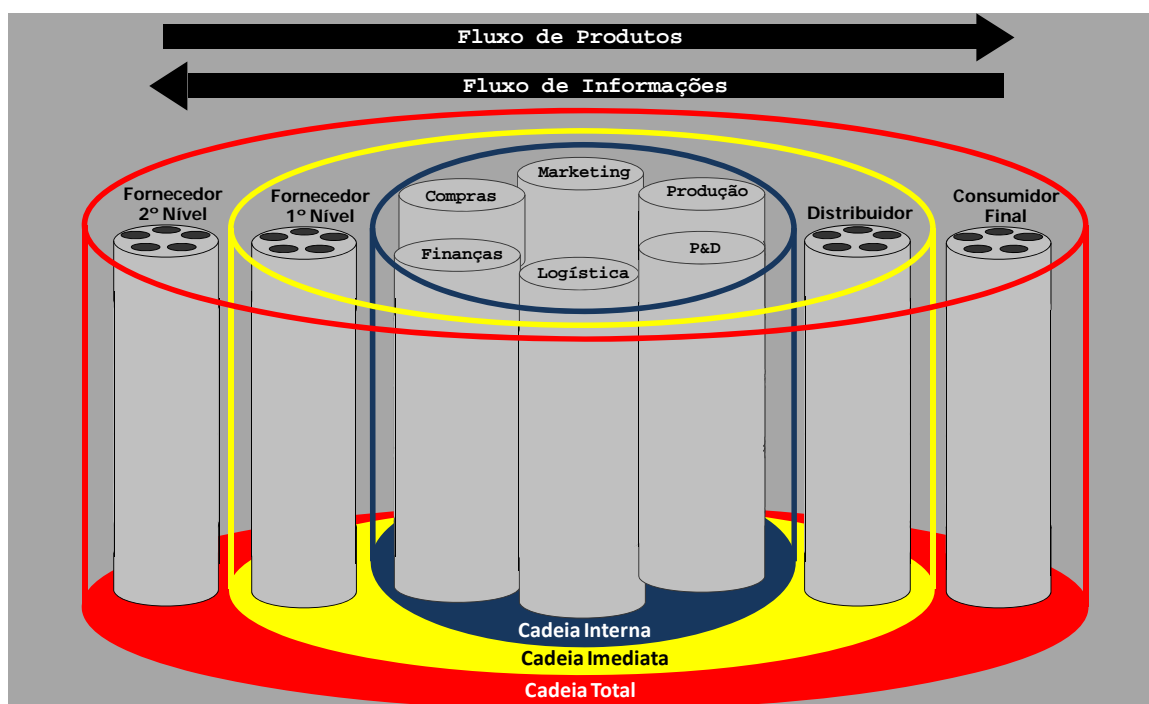 Fluxo de Produtos
Fluxo de Informações
Marketing
Compras
Produção
Fornecedor
2º Nível
Fornecedor
1º Nível
Distribuidor
Consumidor
Final
Finanças
Logística
P&D
Cadeia Interna
Cadeia Imediata
Cadeia Total